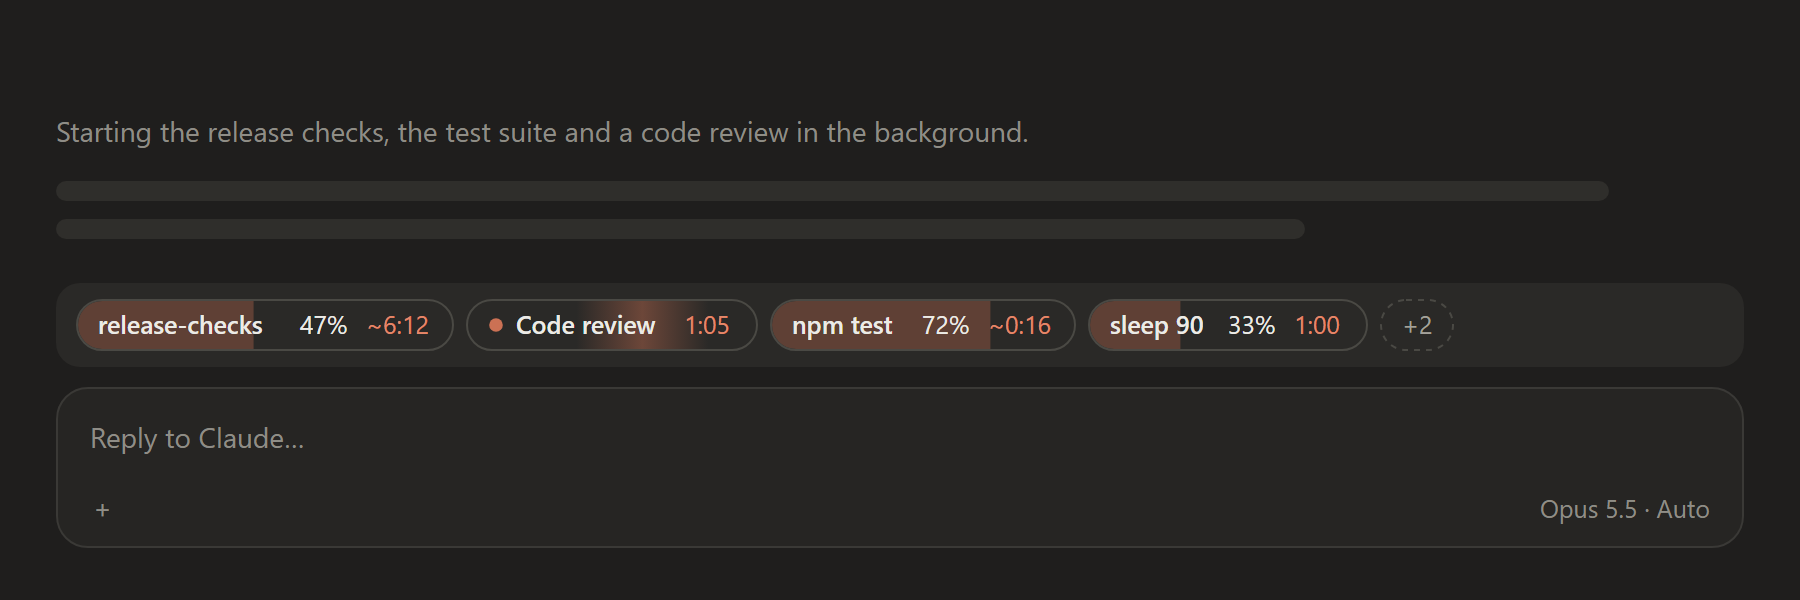 Starting the release checks, the test suite and a code review in the background.
release-checks 47% ~6:12 Code review 1:05 npm test 72% ~0:16 sleep 90 33% 1:00 +2
Reply to Claude...
+
Opus 5.5 · Auto